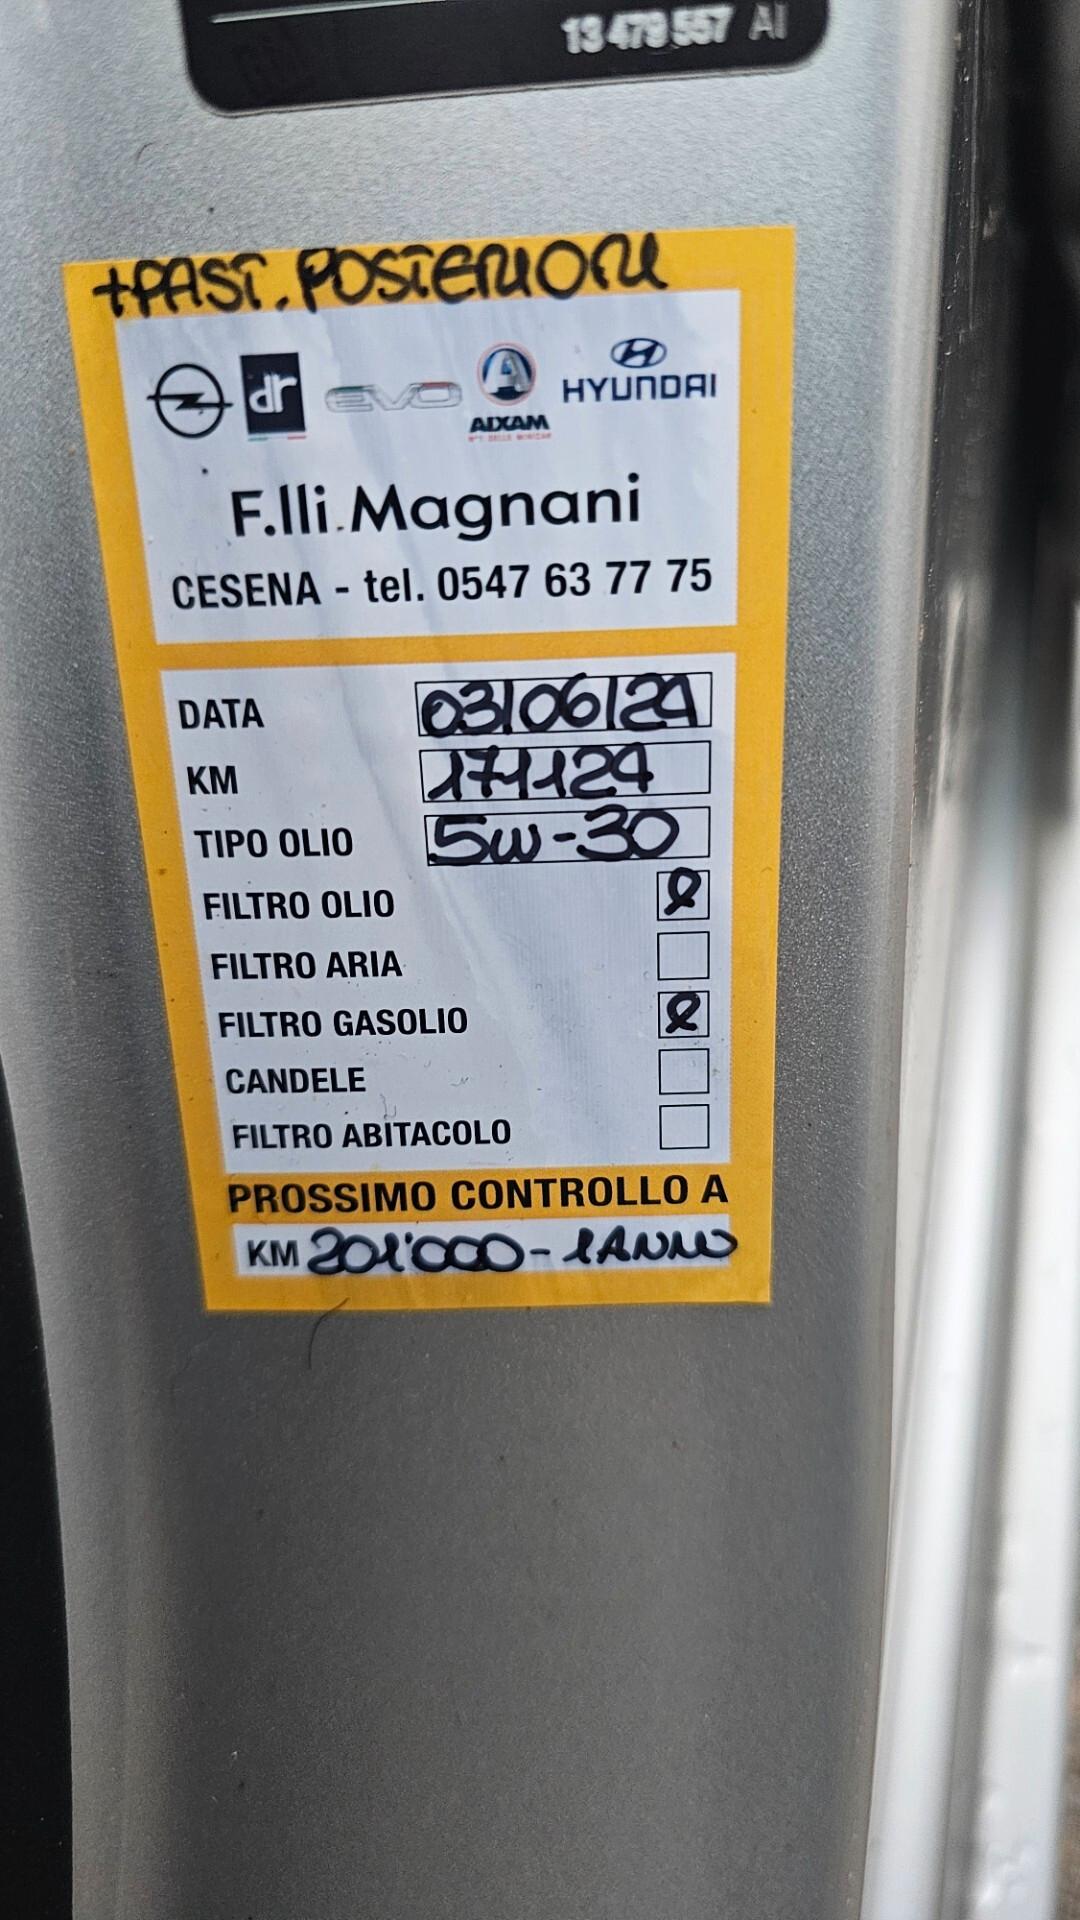 13 479 557 AI
+PAST. POSTERIORI
dr EVO AIXAM HYUNDAI
F.lli Magnani
CESENA - tel. 0547 63 77 75
DATA 03/06/24
KM 171124
TIPO OLIO 5W-30
FILTRO OLIO
FILTRO ARIA
FILTRO GASOLIO
CANDELE
FILTRO ABITACOLO
PROSSIMO CONTROLLO A
KM 201'000 - 1 ANNO